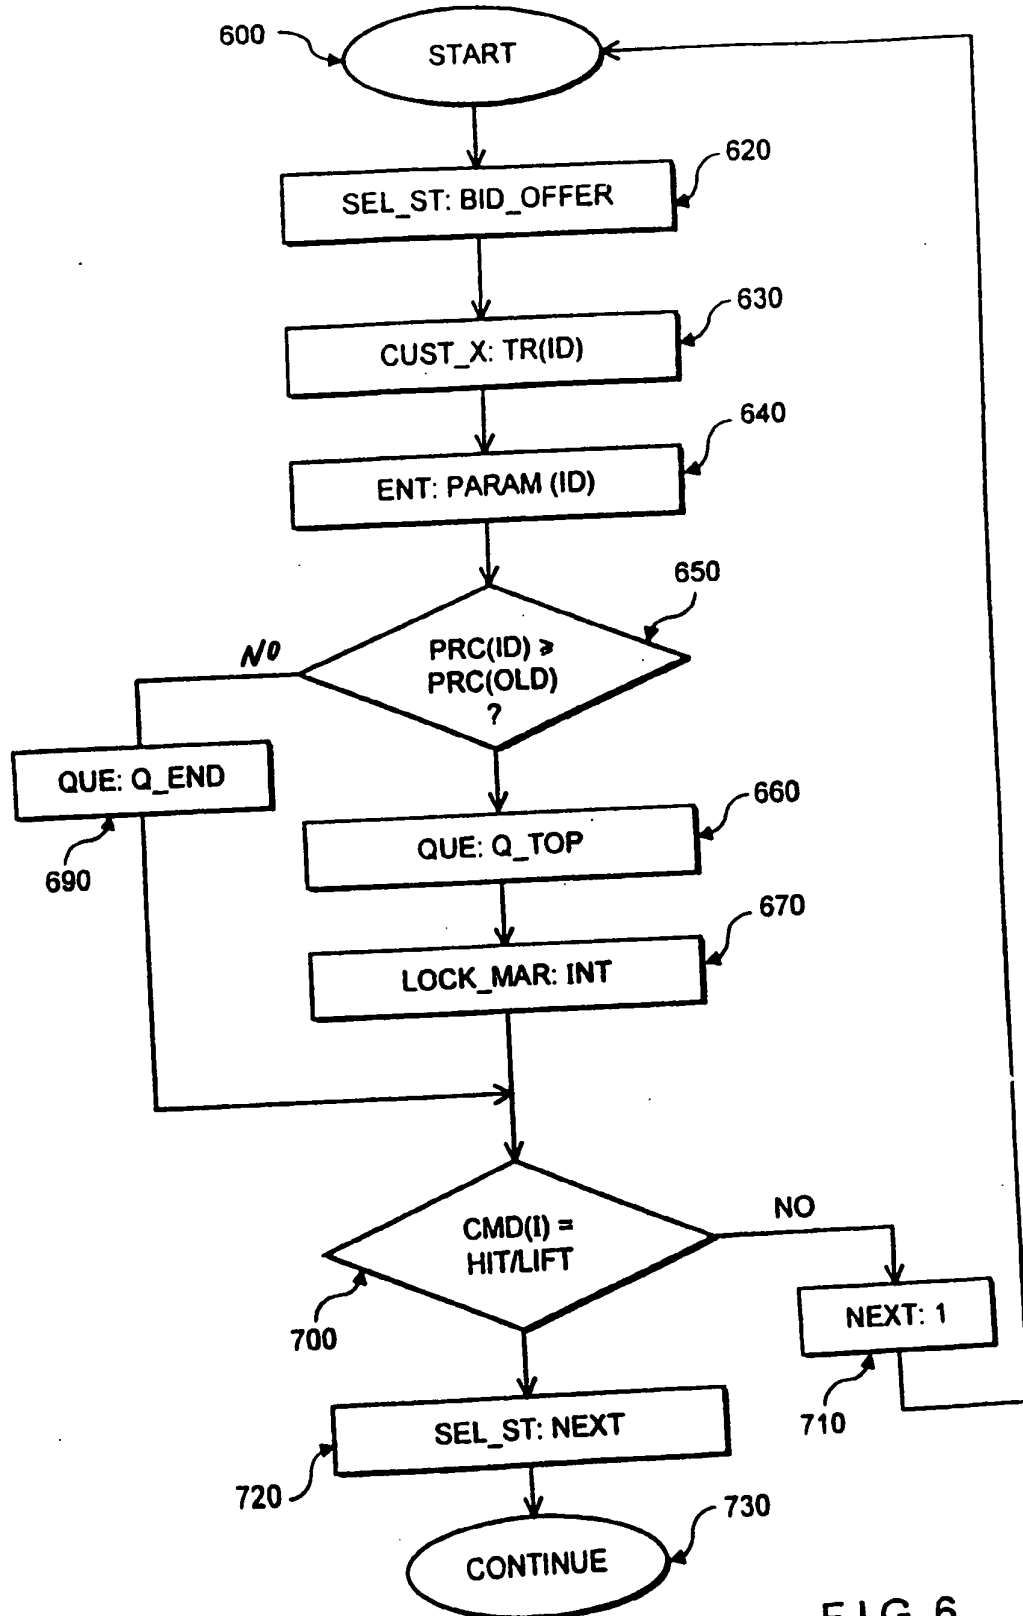 600
START
620
SEL_ST: BID_OFFER
630
CUST_X: TR(ID)
640
ENT: PARAM (ID)
650
NO
PRC(ID) ⩾
PRC(OLD)
?
QUE: Q_END
690
660
QUE: Q_TOP
670
LOCK_MAR: INT
CMD(I) =
HIT/LIFT
NO
700
NEXT: 1
710
SEL_ST: NEXT
720
730
CONTINUE
FIG. 6